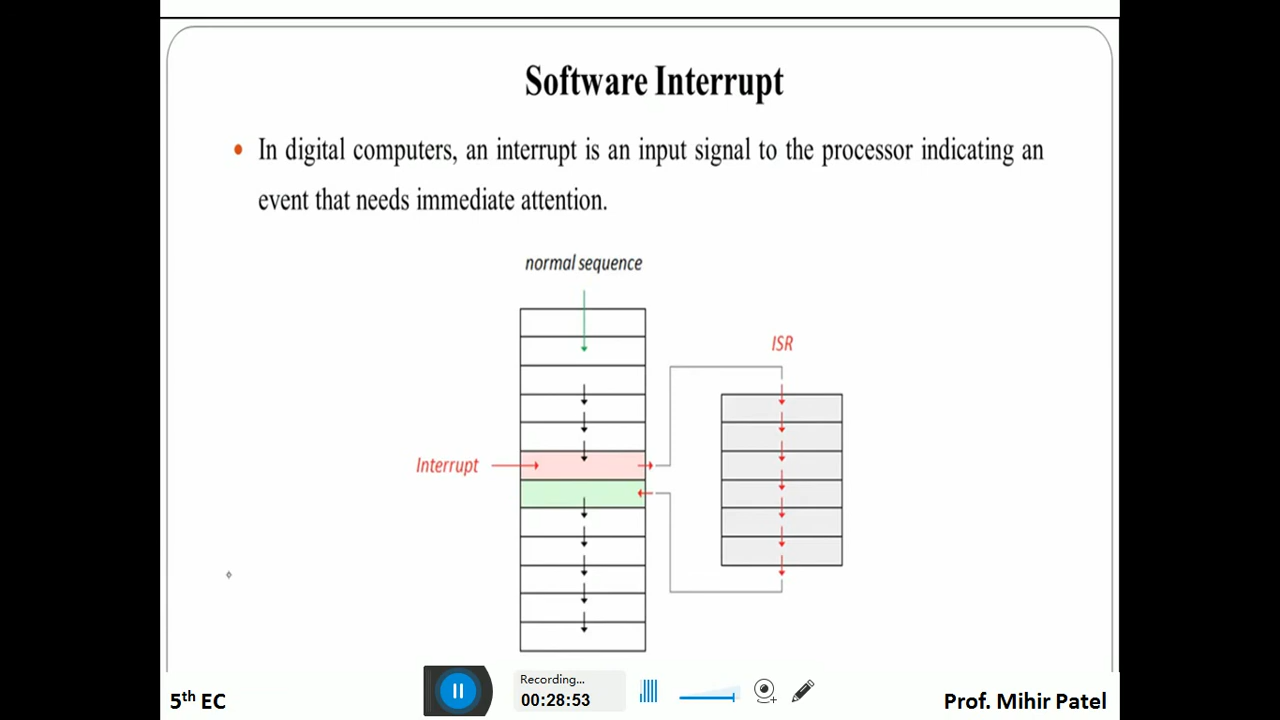 Software Interrupt
• In digital computers, an interrupt is an input signal to the processor indicating an
event that needs immediate attention.
normal sequence
ISR
Interrupt
Recording...
00:28:53
5th EC
Prof. Mihir Patel